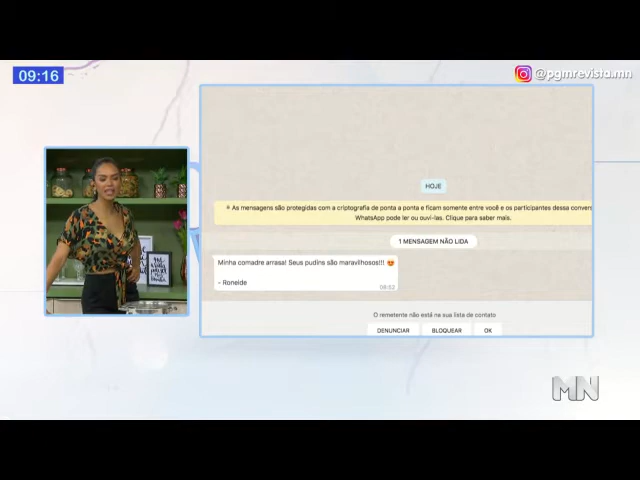 09:16
@pgmrevista.mn
HOJE
As mensagens são protegidas com a criptografia de ponta a ponta e ficam somente entre você e os participantes dessa convers
WhatsApp pode ler ou ouvi-las. Clique para saber mais.
1 MENSAGEM NÃO LIDA
Minha comadre arrasa! Seus pudins são maravilhosos!!! 😍
- Roneide
08:52
O remetente não está na sua lista de contato
DENUNCIAR BLOQUEAR OK
MN